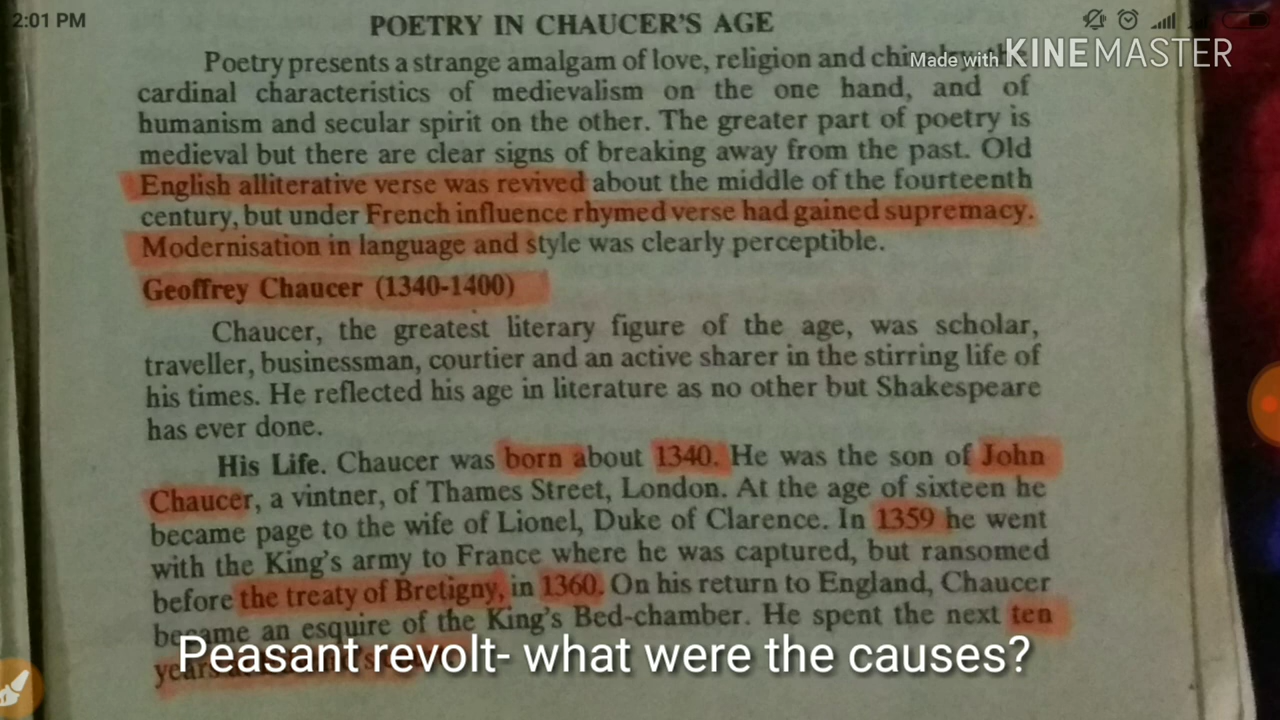 2:01 PM
POETRY IN CHAUCER'S AGE
Made with KINEMASTER
Poetry presents a strange amalgam of love, religion and
cardinal characteristics of medievalism on the one hand, and of
humanism and secular spirit on the other. The greater part of poetry is
medieval but there are clear signs of breaking away from the past. Old
English alliterative verse was revived about the middle of the fourteenth
century, but under French influence rhymed verse had gained supremacy.
Modernisation in language and style was clearly perceptible.
Geoffrey Chaucer (1340-1400)
Chaucer, the greatest literary figure of the age, was scholar,
traveller, businessman, courtier and an active sharer in the stirring life of
his times. He reflected his age in literature as no other but Shakespeare
has ever done.
His Life. Chaucer was born about 1340. He was the son of John
Chaucer, a vintner, of Thames Street, London. At the age of sixteen he
became page to the wife of Lionel, Duke of Clarence. In 1359 he went
with the King's army to France where he was captured, but ransomed
before the treaty of Bretigny, in 1360. On his return to England, Chaucer
became an esquire of the King's Bed-chamber. He spent the next ten
years
Peasant revolt- what were the causes?